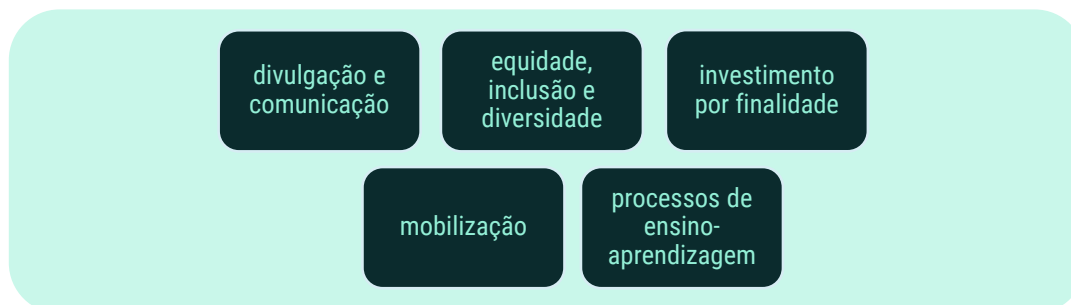 divulgação e
comunicação
equidade,
inclusão e
diversidade
investimento
por finalidade
mobilização
processos de
ensino-
aprendizagem